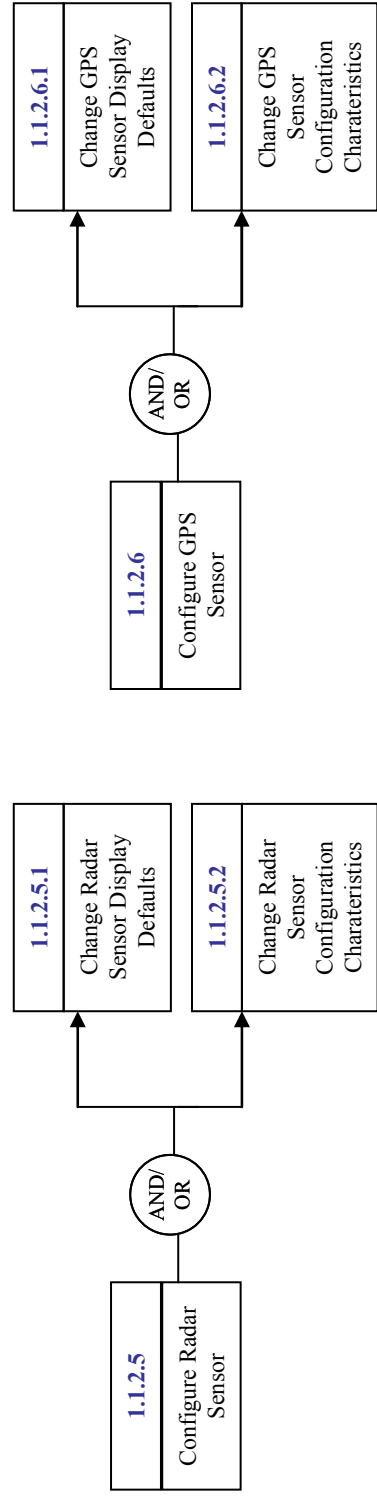 1.1.2.5
Configure Radar
Sensor
AND/
OR
1.1.2.5.1
Change Radar
Sensor Display
Defaults
1.1.2.5.2
Change Radar
Sensor
Configuration
Charateristics
1.1.2.6
Configure GPS
Sensor
AND/
OR
1.1.2.6.1
Change GPS
Sensor Display
Defaults
1.1.2.6.2
Change GPS
Sensor
Configuration
Charateristics